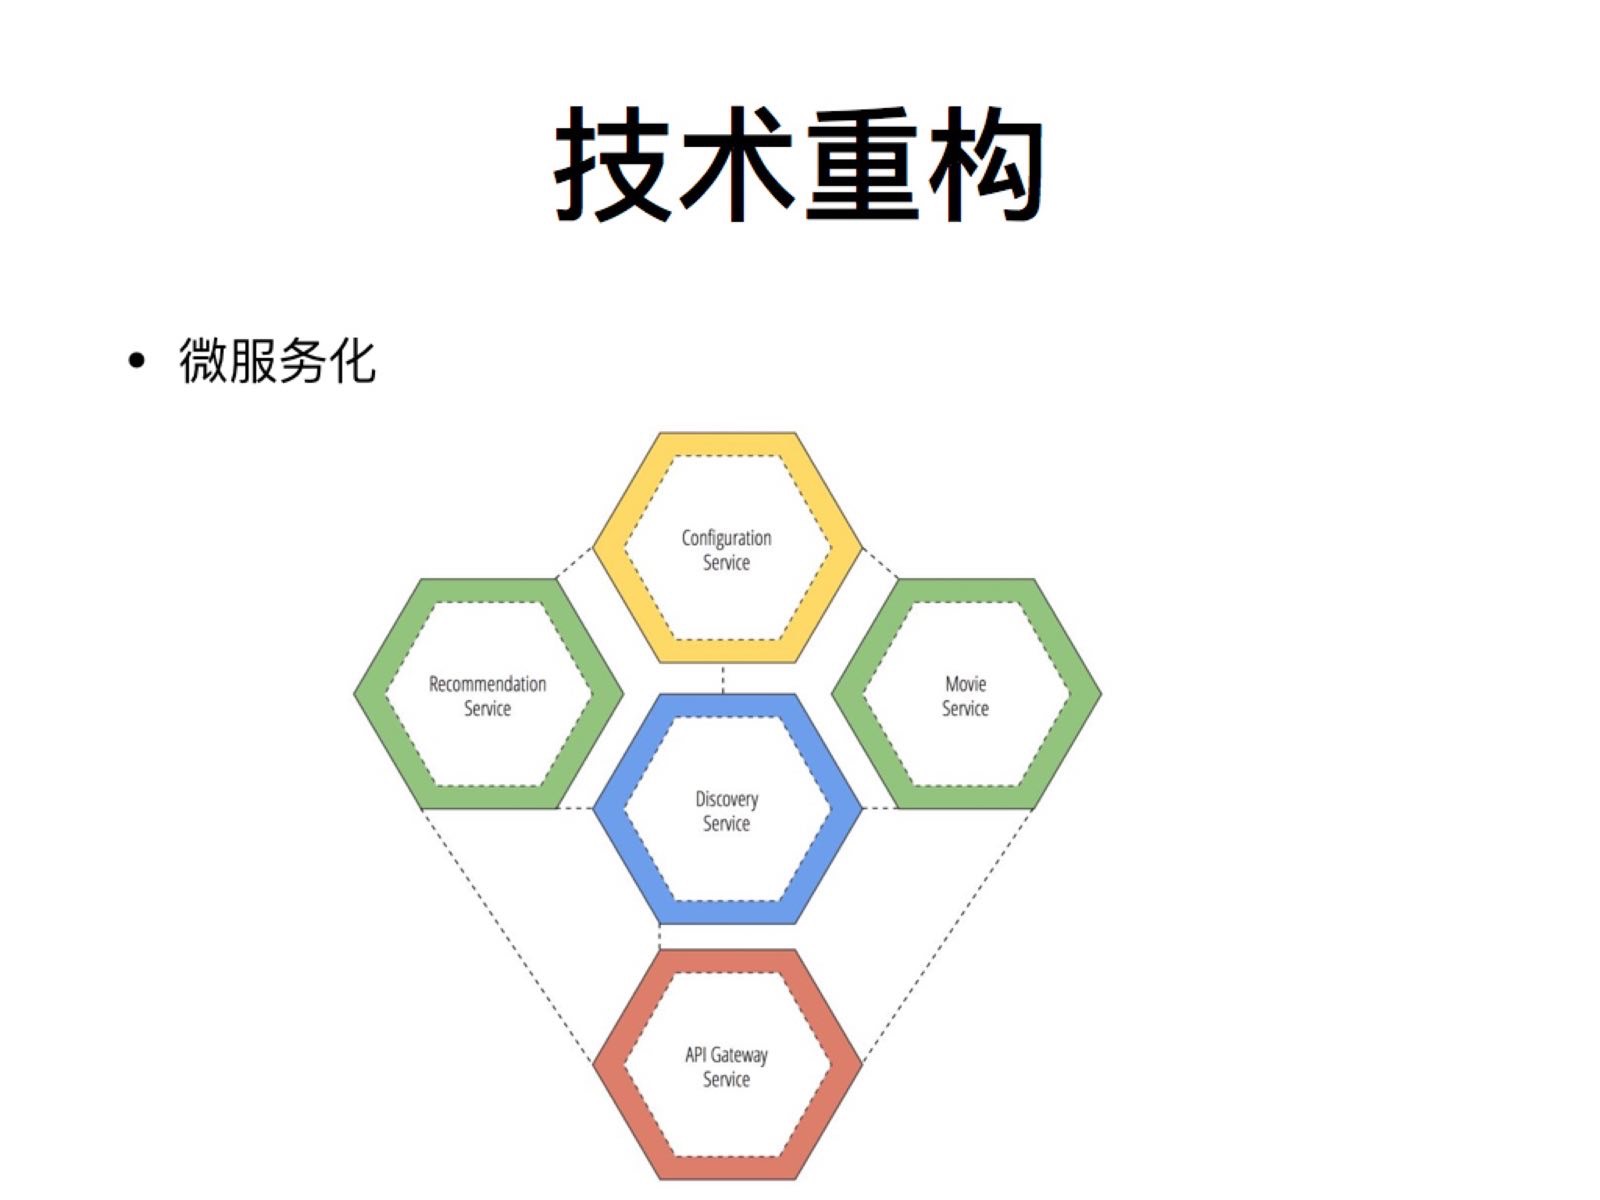 技术重构
• 微服务化
Configuration
Service
Recommendation
Service
Movie
Service
Discovery
Service
API Gateway
Service